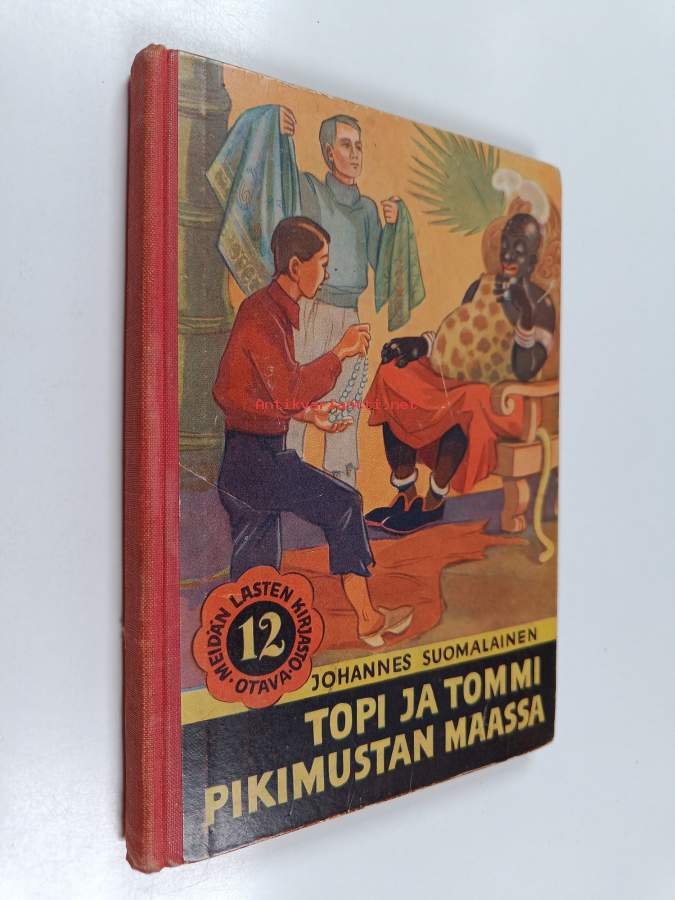 Antikvariaatti.net
MEIDÄN LASTEN KIRJASTO
12
· OTAVA ·
JOHANNES SUOMALAINEN
TOPI JA TOMMI
PIKIMUSTAN MAASSA